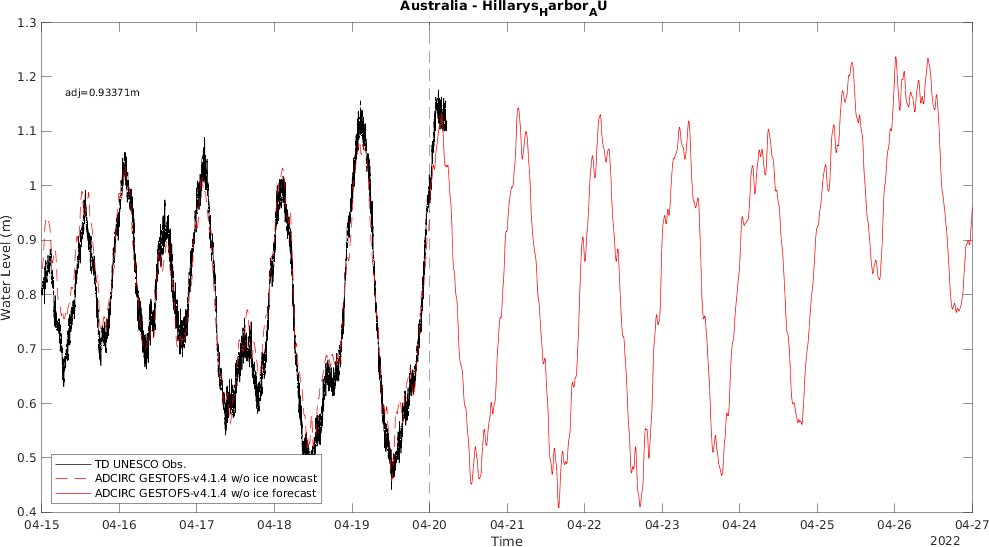 Australia - HillarysHarborAU
1.3
1.2
1.1
1
0.9
0.8
0.7
0.6
0.5
0.4
Water Level (m)
adj=0.93371m
TD UNESCO Obs.
ADCIRC GESTOFS-v4.1.4 w/o ice nowcast
ADCIRC GESTOFS-v4.1.4 w/o ice forecast
04-15 04-16 04-17 04-18 04-19 04-20 04-21 04-22 04-23 04-24 04-25 04-26 04-27
Time
2022